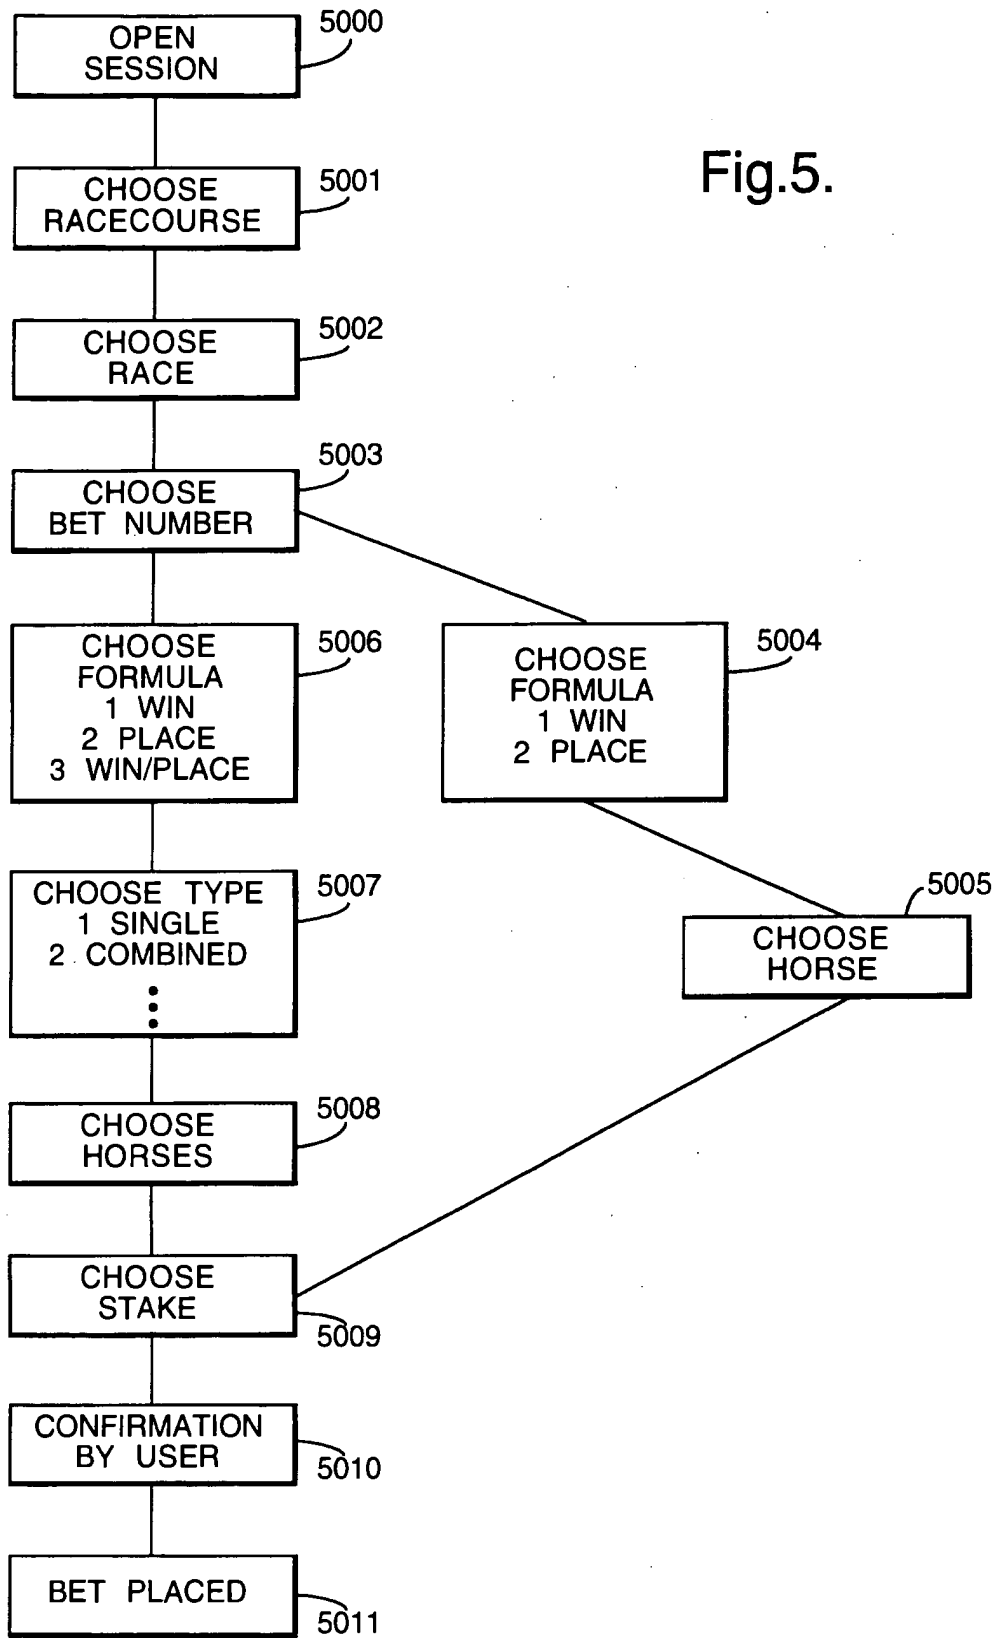 OPEN
SESSION
5000
Fig.5.
CHOOSE
RACECOURSE
5001
CHOOSE
RACE
5002
CHOOSE
BET NUMBER
5003
CHOOSE
FORMULA
1 WIN
2 PLACE
3 WIN/PLACE
5006
CHOOSE
FORMULA
1 WIN
2 PLACE
5004
CHOOSE TYPE
1 SINGLE
2 COMBINED
5007
CHOOSE
HORSE
5005
CHOOSE
HORSES
5008
CHOOSE
STAKE
5009
CONFIRMATION
BY USER
5010
BET PLACED
5011